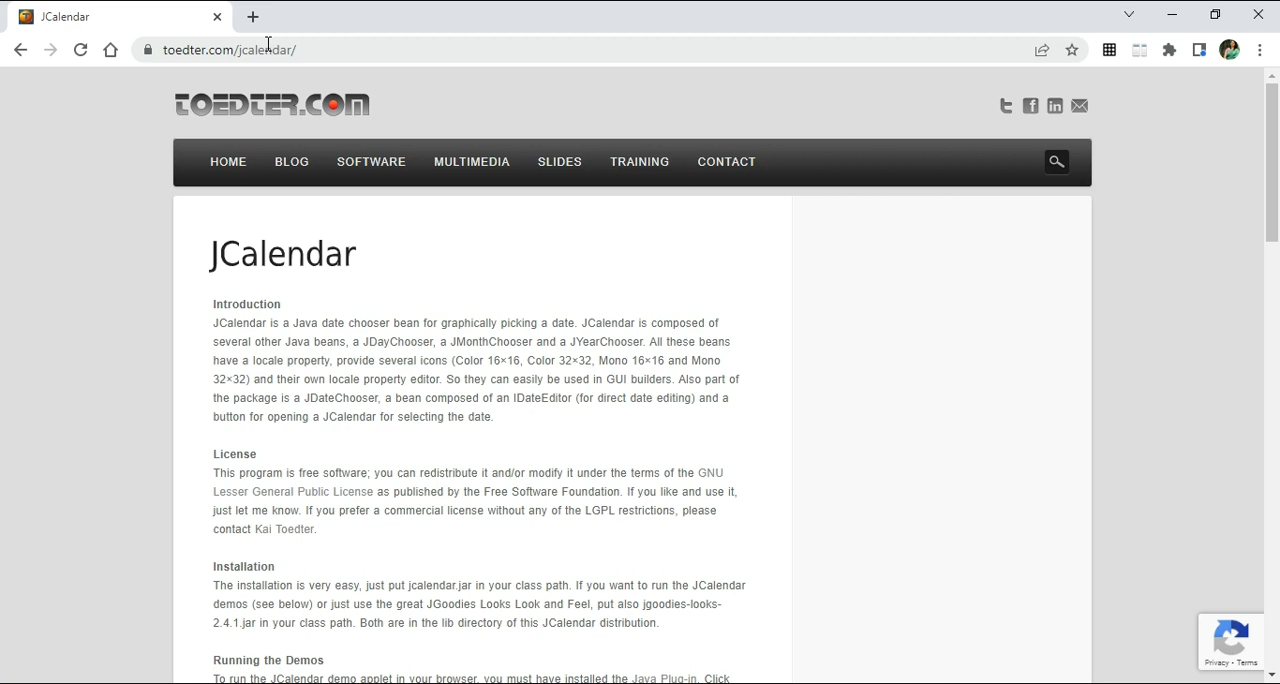 JCalendar
toedter.com/jcalendar/
TOEDTER.COM
HOME BLOG SOFTWARE MULTIMEDIA SLIDES TRAINING CONTACT
JCalendar
Introduction
JCalendar is a Java date chooser bean for graphically picking a date. JCalendar is composed of
several other Java beans, a JDayChooser, a JMonthChooser and a JYearChooser. All these beans
have a locale property, provide several icons (Color 16×16, Color 32×32, Mono 16×16 and Mono
32×32) and their own locale property editor. So they can easily be used in GUI builders. Also part of
the package is a JDateChooser, a bean composed of an IDateEditor (for direct date editing) and a
button for opening a JCalendar for selecting the date.
License
This program is free software; you can redistribute it and/or modify it under the terms of the GNU
Lesser General Public License as published by the Free Software Foundation. If you like and use it,
just let me know. If you prefer a commercial license without any of the LGPL restrictions, please
contact Kai Toedter.
Installation
The installation is very easy, just put jcalendar.jar in your class path. If you want to run the JCalendar
demos (see below) or just use the great JGoodies Looks Look and Feel, put also jgoodies-looks-
2.4.1.jar in your class path. Both are in the lib directory of this JCalendar distribution.
Running the Demos
To run the JCalendar demo applet in your browser, you must have installed the Java Plug-in. Click
Privacy - Terms